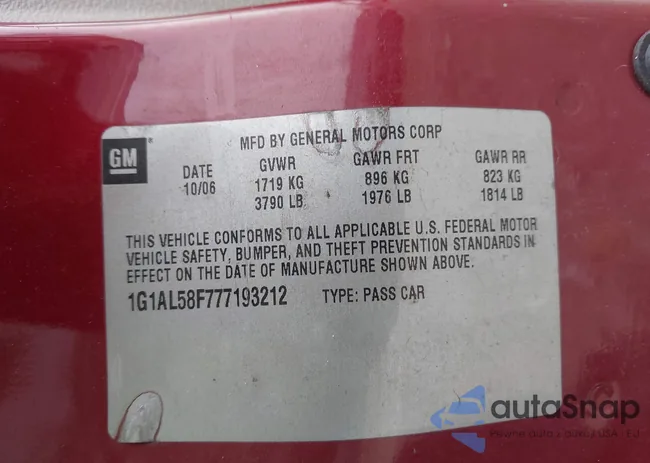 MFD BY GENERAL MOTORS CORP
GM
DATE GVWR GAWR FRT GAWR RR
10/06 1719 KG 896 KG 823 KG
3790 LB 1976 LB 1814 LB
THIS VEHICLE CONFORMS TO ALL APPLICABLE U.S. FEDERAL MOTOR
VEHICLE SAFETY, BUMPER, AND THEFT PREVENTION STANDARDS IN
EFFECT ON THE DATE OF MANUFACTURE SHOWN ABOVE.
1G1AL58F777193212 TYPE: PASS CAR
autoSnap